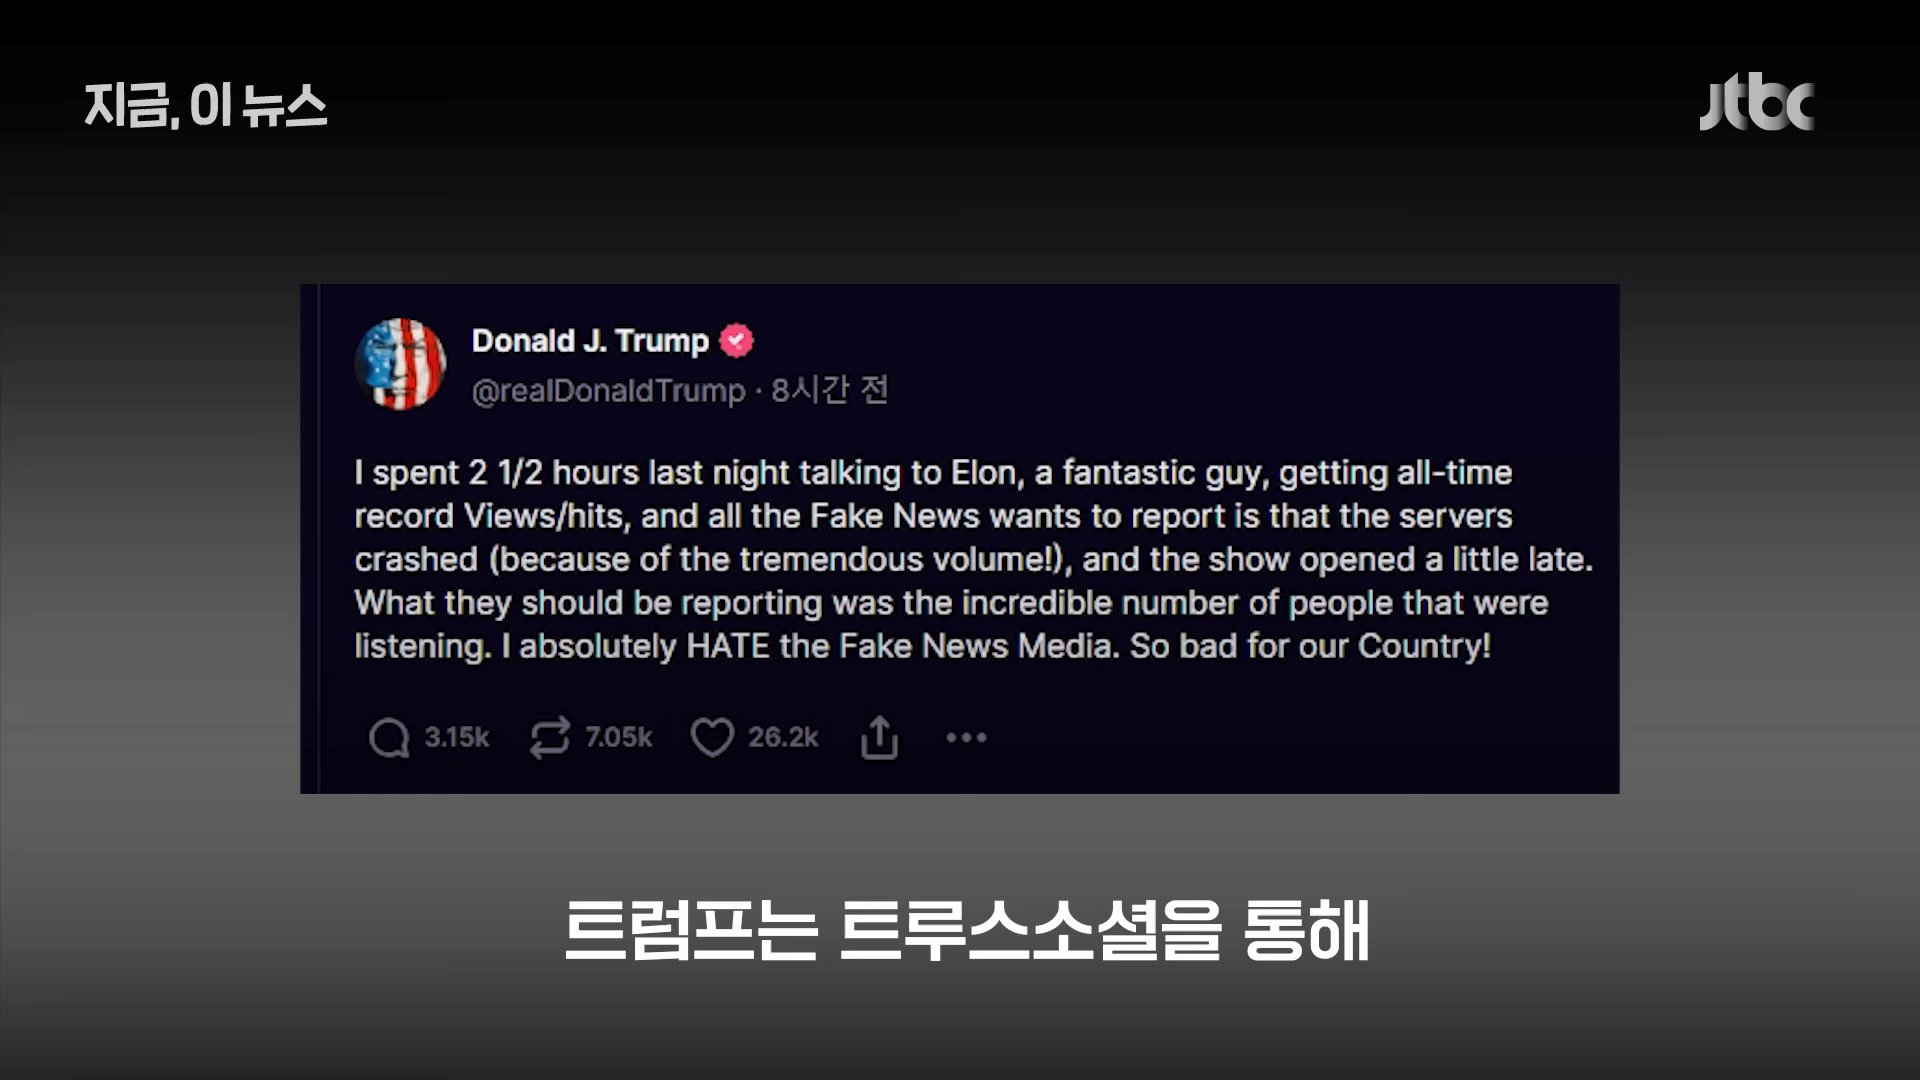 지금, 이 뉴스
jtbc
Donald J. Trump
@realDonaldTrump · 8시간 전
I spent 2 1/2 hours last night talking to Elon, a fantastic guy, getting all-time
record Views/hits, and all the Fake News wants to report is that the servers
crashed (because of the tremendous volume!), and the show opened a little late.
What they should be reporting was the incredible number of people that were
listening. I absolutely HATE the Fake News Media. So bad for our Country!
3.15k 7.05k 26.2k
트럼프는 트루스소셜을 통해